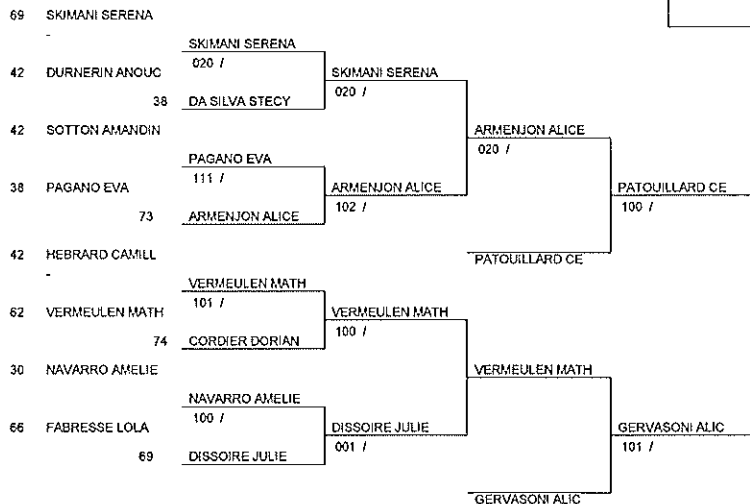 69 SKIMANI SERENA
-
SKIMANI SERENA
020 /
42 DURNERIN ANOUC
SKIMANI SERENA
020 /
38 DA SILVA STECY
42 SOTTON AMANDIN
ARMENJON ALICE
020 /
PAGANO EVA
111 /
38 PAGANO EVA
ARMENJON ALICE
102 /
PATOUILLARD CE
100 /
73 ARMENJON ALICE
42 HEBRARD CAMILL
-
PATOUILLARD CE
VERMEULEN MATH
101 /
62 VERMEULEN MATH
VERMEULEN MATH
100 /
74 CORDIER DORIAN
30 NAVARRO AMELIE
VERMEULEN MATH
NAVARRO AMELIE
100 /
66 FABRESSE LOLA
DISSOIRE JULIE
001 /
GERVASONI ALIC
101 /
69 DISSOIRE JULIE
GERVASONI ALIC